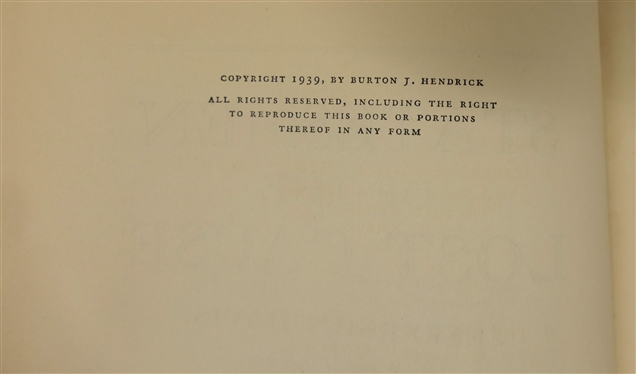 COPYRIGHT 1939, BY BURTON J. HENDRICK
ALL RIGHTS RESERVED, INCLUDING THE RIGHT
TO REPRODUCE THIS BOOK OR PORTIONS
THEREOF IN ANY FORM